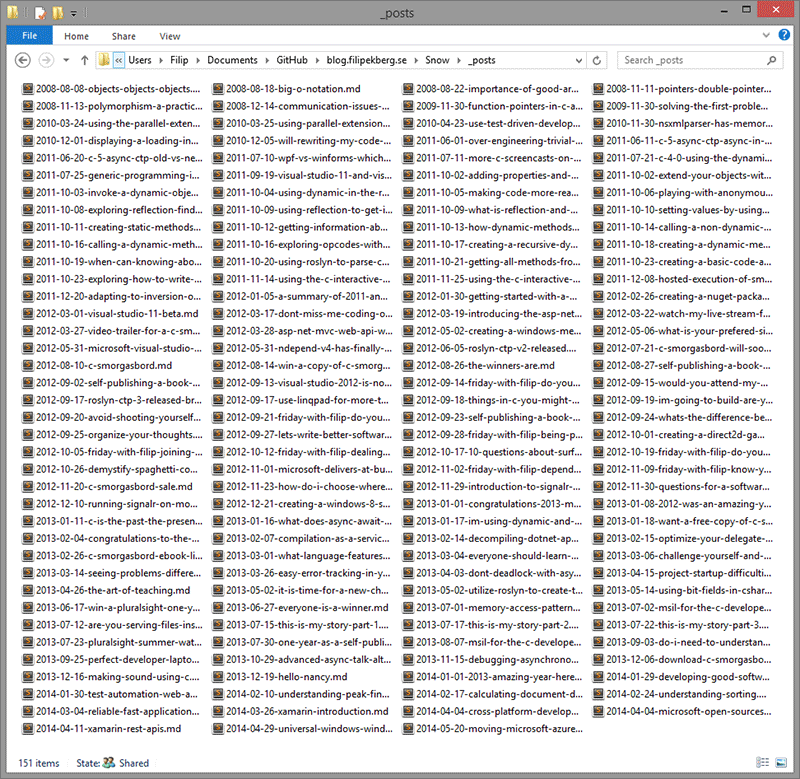 _posts
File Home Share View
« Users Filip Documents GitHub blog.filipekberg.se Snow _posts Search _posts
2008-08-08-objects-objects-objects... 2008-08-18-big-o-notation.md 2008-08-22-importance-of-good-ar... 2008-11-11-pointers-double-pointer...
2008-11-13-polymorphism-a-practic... 2008-12-14-communication-issues-... 2009-11-30-function-pointers-in-c-a... 2009-11-30-solving-the-first-proble...
2010-03-24-using-the-parallel-exten... 2010-03-25-using-parallel-extension... 2010-04-23-use-test-driven-develop... 2010-11-30-nsxmlparser-has-memor...
2010-12-01-displaying-a-loading-in... 2010-12-05-will-rewriting-my-code-... 2011-06-01-over-engineering-trivial-... 2011-06-11-c-5-async-ctp-async-in-...
2011-06-20-c-5-async-ctp-old-vs-ne... 2011-07-10-wpf-vs-winforms-which... 2011-07-11-more-c-screencasts-on-... 2011-07-21-c-4-0-using-the-dynami...
2011-07-25-generic-programming-i... 2011-09-19-visual-studio-11-and-vis... 2011-10-02-adding-properties-and-... 2011-10-02-extend-your-objects-wit...
2011-10-03-invoke-a-dynamic-obje... 2011-10-04-using-dynamic-in-the-r... 2011-10-05-making-code-more-rea... 2011-10-06-playing-with-anonymou...
2011-10-08-exploring-reflection-find... 2011-10-09-using-reflection-to-get-i... 2011-10-09-what-is-reflection-and-... 2011-10-10-setting-values-by-using...
2011-10-11-creating-static-methods... 2011-10-12-getting-information-ab... 2011-10-13-how-dynamic-methods... 2011-10-14-calling-a-non-dynamic-...
2011-10-16-calling-a-dynamic-meth... 2011-10-16-exploring-opcodes-with... 2011-10-17-creating-a-recursive-dy... 2011-10-18-creating-a-dynamic-me...
2011-10-19-when-can-knowing-abo... 2011-10-20-using-roslyn-to-parse-c... 2011-10-21-getting-all-methods-fro... 2011-10-23-creating-a-basic-code-a...
2011-10-23-exploring-how-to-write-... 2011-11-14-using-the-c-interactive-... 2011-11-25-using-the-c-interactive-... 2011-12-08-hosted-execution-of-sm...
2011-12-20-adapting-to-inversion-o... 2012-01-05-a-summary-of-2011-an... 2012-01-30-getting-started-with-a-... 2012-02-26-creating-a-nuget-packa...
2012-03-01-visual-studio-11-beta.md 2012-03-17-dont-miss-me-coding-o... 2012-03-19-introducing-the-asp-net... 2012-03-22-watch-my-live-stream-f...
2012-03-27-video-trailer-for-a-c-sm... 2012-03-28-asp-net-mvc-web-api-w... 2012-05-02-creating-a-windows-me... 2012-05-06-what-is-your-prefered-si...
2012-05-31-microsoft-visual-studio-... 2012-05-31-ndepend-v4-has-finally-... 2012-06-05-roslyn-ctp-v2-released.... 2012-07-21-c-smorgasbord-will-soo...
2012-08-10-c-smorgasbord.md 2012-08-14-win-a-copy-of-c-smorg... 2012-08-26-the-winners-are.md 2012-08-27-self-publishing-a-book-...
2012-09-02-self-publishing-a-book-... 2012-09-13-visual-studio-2012-is-no... 2012-09-14-friday-with-filip-do-you... 2012-09-15-would-you-attend-my-...
2012-09-17-roslyn-ctp-3-released-br... 2012-09-17-use-linqpad-for-more-t... 2012-09-18-things-in-c-you-might-... 2012-09-19-im-going-to-build-are-y...
2012-09-20-avoid-shooting-yourself... 2012-09-21-friday-with-filip-do-you... 2012-09-23-self-publishing-a-book-... 2012-09-24-whats-the-difference-be...
2012-09-25-organize-your-thoughts.... 2012-09-27-lets-write-better-softwar... 2012-09-28-friday-with-filip-being-p... 2012-10-01-creating-a-direct2d-ga...
2012-10-05-friday-with-filip-joining-... 2012-10-12-friday-with-filip-dealing... 2012-10-17-10-questions-about-surf... 2012-10-19-friday-with-filip-do-you...
2012-10-26-demystify-spaghetti-co... 2012-11-01-microsoft-delivers-at-bu... 2012-11-02-friday-with-filip-depend... 2012-11-09-friday-with-filip-know-y...
2012-11-20-c-smorgasbord-sale.md 2012-11-23-how-do-i-choose-where... 2012-11-29-introduction-to-signalr-... 2012-11-30-questions-for-a-softwar...
2012-12-10-running-signalr-on-mo... 2012-12-21-creating-a-windows-8-s... 2013-01-01-congratulations-2013-m... 2013-01-08-2012-was-an-amazing-y...
2013-01-11-c-is-the-past-the-presen... 2013-01-16-what-does-async-await-... 2013-01-17-im-using-dynamic-and-... 2013-01-18-want-a-free-copy-of-c-s...
2013-02-04-congratulations-to-the-... 2013-02-07-compilation-as-a-servic... 2013-02-14-decompiling-dotnet-ap... 2013-02-15-optimize-your-delegate-...
2013-02-26-c-smorgasbord-ebook-li... 2013-03-01-what-language-features... 2013-03-04-everyone-should-learn-... 2013-03-06-challenge-yourself-and-...
2013-03-14-seeing-problems-differe... 2013-03-26-easy-error-tracking-in-y... 2013-04-03-dont-deadlock-with-asy... 2013-04-15-project-startup-difficulti...
2013-04-26-the-art-of-teaching.md 2013-05-02-it-is-time-for-a-new-ch... 2013-05-02-utilize-roslyn-to-create-t... 2013-05-14-using-bit-fields-in-cshar...
2013-06-17-win-a-pluralsight-one-y... 2013-06-27-everyone-is-a-winner.md 2013-07-01-memory-access-pattern... 2013-07-02-msil-for-the-c-develope...
2013-07-12-are-you-serving-files-ins... 2013-07-15-this-is-my-story-part-1.... 2013-07-17-this-is-my-story-part-2.... 2013-07-22-this-is-my-story-part-3....
2013-07-23-pluralsight-summer-wat... 2013-07-30-one-year-as-a-self-publi... 2013-08-07-msil-for-the-c-develope... 2013-09-03-do-i-need-to-understan...
2013-09-25-perfect-developer-lapto... 2013-10-29-advanced-async-talk-alt... 2013-11-15-debugging-asynchrono... 2013-12-06-download-c-smorgasbo...
2013-12-16-making-sound-using-c.... 2013-12-19-hello-nancy.md 2014-01-01-2013-amazing-year-here... 2014-01-29-developing-good-softw...
2014-01-30-test-automation-web-a... 2014-02-10-understanding-peak-fin... 2014-02-17-calculating-document-d... 2014-02-24-understanding-sorting....
2014-03-04-reliable-fast-application... 2014-03-26-xamarin-introduction.md 2014-04-04-cross-platform-develop... 2014-04-04-microsoft-open-sources...
2014-04-11-xamarin-rest-apis.md 2014-04-29-universal-windows-wind... 2014-05-20-moving-microsoft-azure...
151 items State: Shared